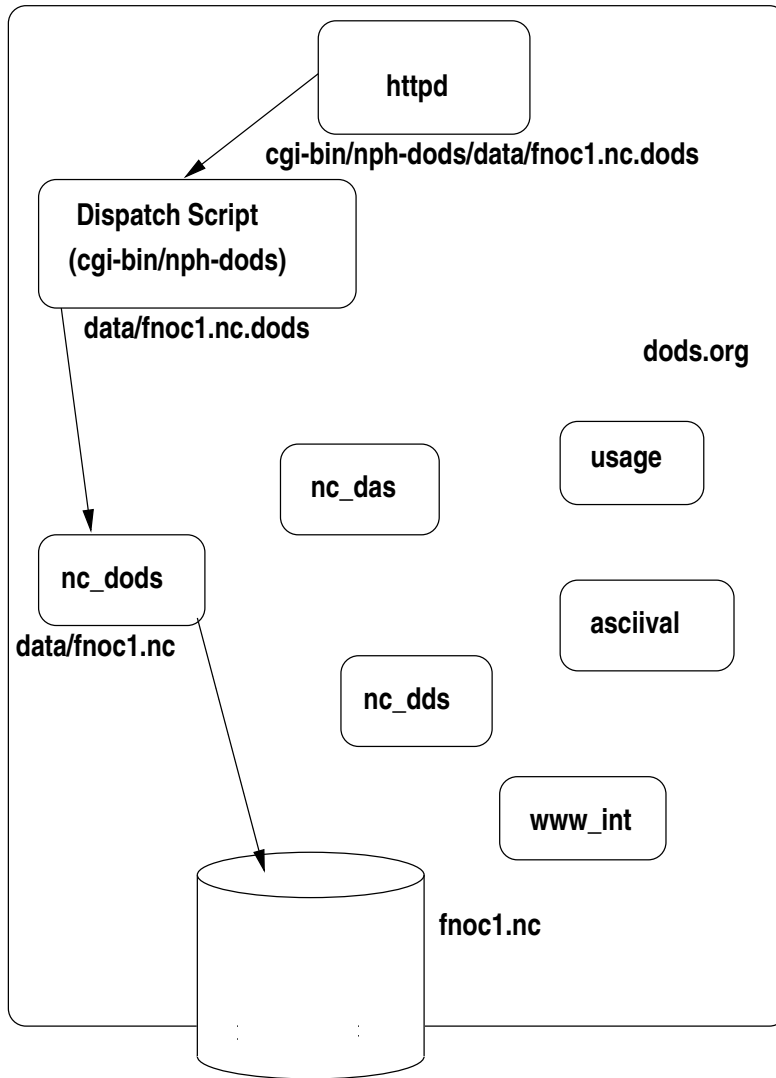 httpd
cgi-bin/nph-dods/data/fnoc1.nc.dods
Dispatch Script
(cgi-bin/nph-dods)
data/fnoc1.nc.dods
dods.org
usage
nc_das
nc_dods
data/fnoc1.nc
asciival
nc_dds
www_int
fnoc1.nc